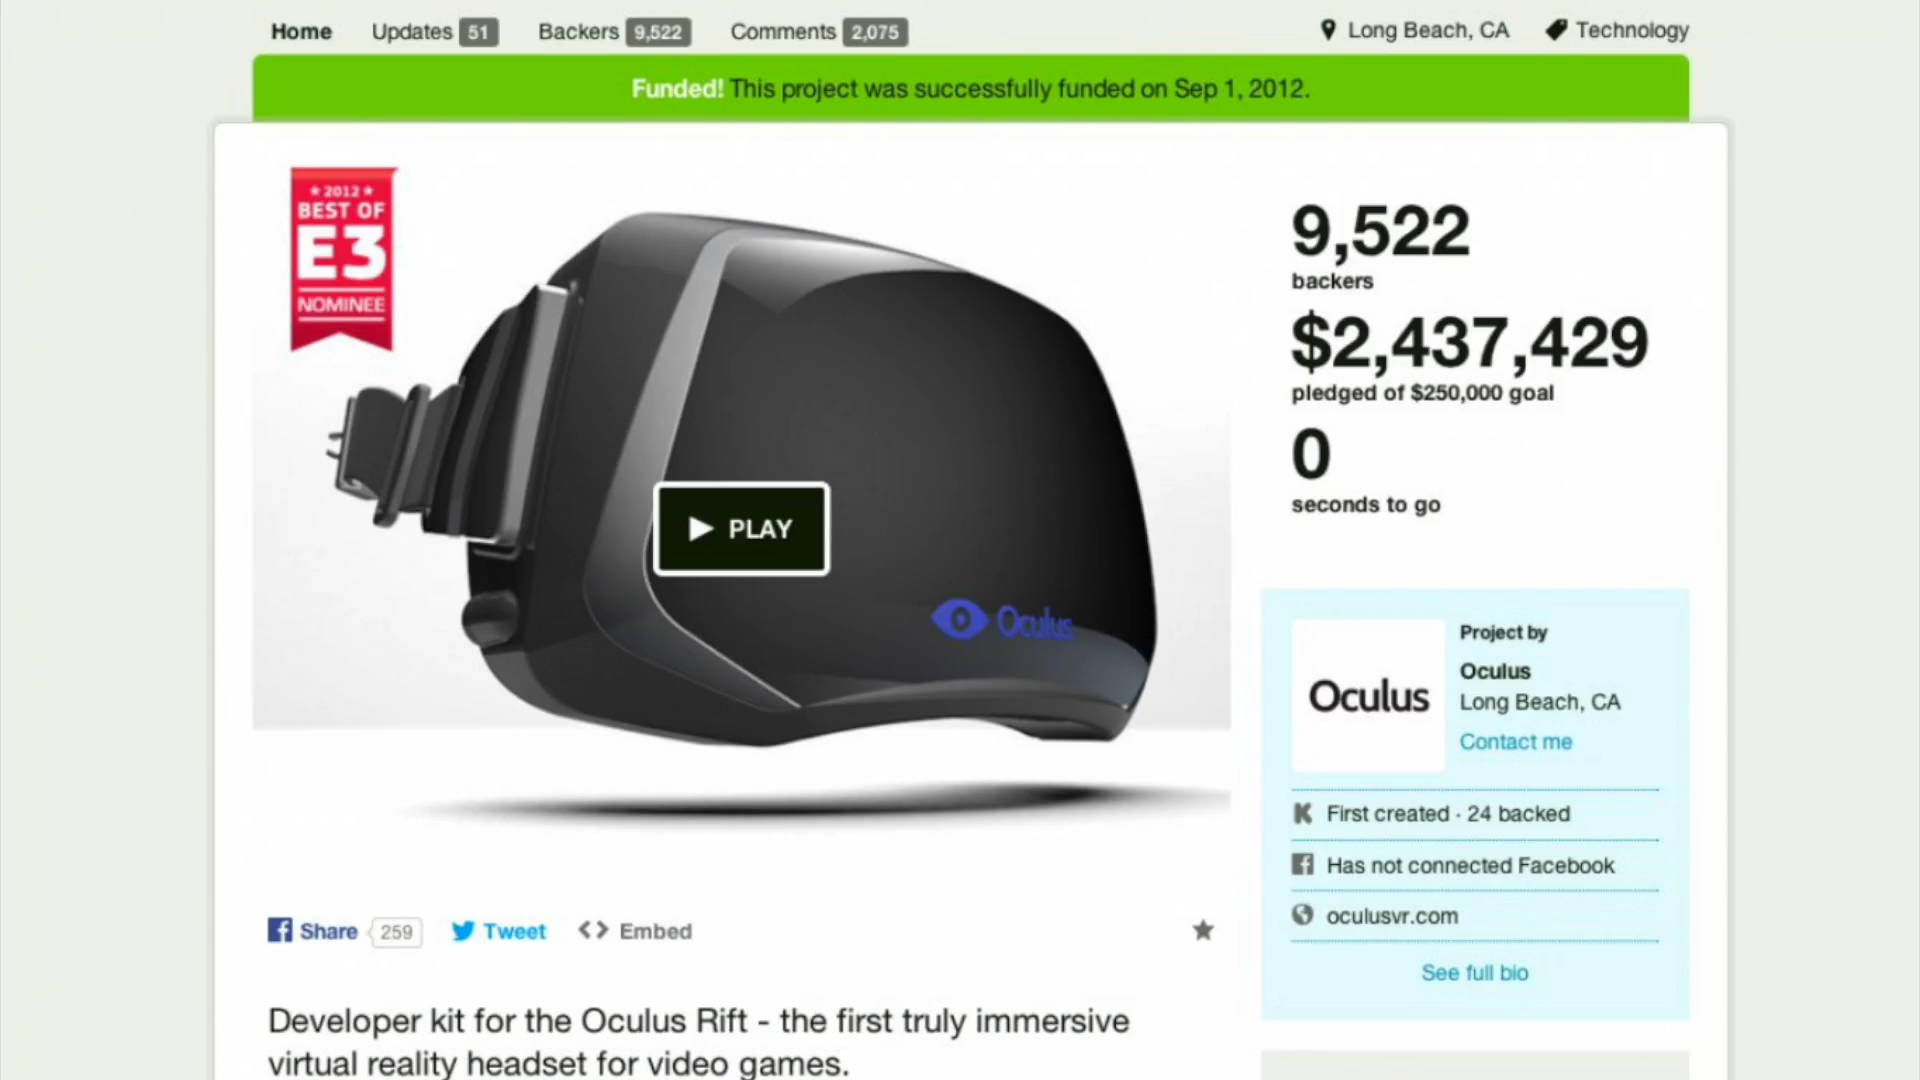 Home Updates 51 Backers 9,522 Comments 2,075 Long Beach, CA Technology
Funded! This project was successfully funded on Sep 1, 2012.
★ 2012 ★
BEST OF
E3
NOMINEE
PLAY
Oculus
9,522
backers
$2,437,429
pledged of $250,000 goal
0
seconds to go
Oculus
Project by
Oculus
Long Beach, CA
Contact me
First created · 24 backed
Has not connected Facebook
oculusvr.com
See full bio
Share 259 Tweet Embed
Developer kit for the Oculus Rift - the first truly immersive
virtual reality headset for video games.